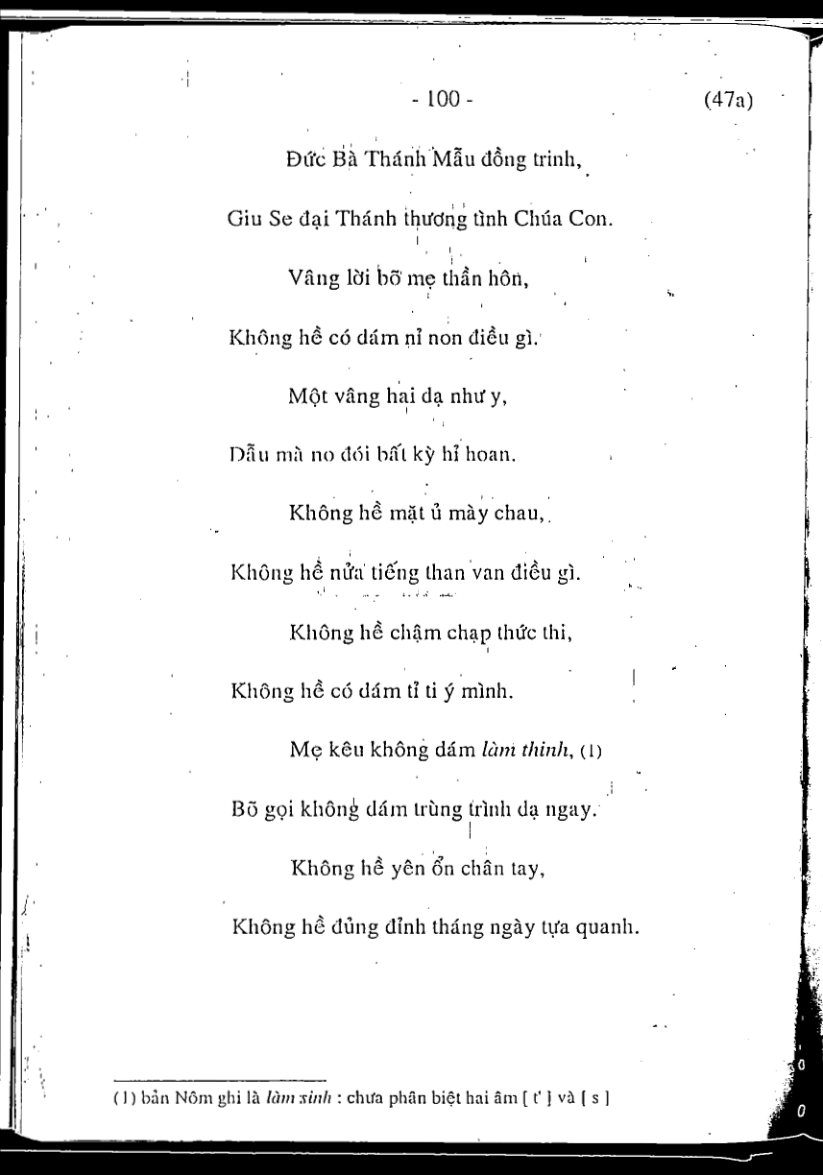 - 100 - (47a)
Đức Bà Thánh Mẫu đồng trinh,
Giu Se đại Thánh thương tình Chúa Con.
Vâng lời bõ mẹ thần hôn,
Không hề có dám nỉ non điều gì.
Một vâng hai dạ như y,
Dẫu mà no đói bất kỳ hỉ hoan.
Không hề mặt ủ mày chau,
Không hề nửa tiếng than van điều gì.
Không hề chậm chạp thức thi,
Không hề có dám tỉ ti ý mình.
Mẹ kêu không dám làm thinh, (1)
Bõ gọi không dám trùng trình dạ ngay.
Không hề yên ổn chân tay,
Không hề đủng đỉnh tháng ngày tựa quanh.
(1) bản Nôm ghi là làm sinh : chưa phân biệt hai âm [ t' ] và [ s ]